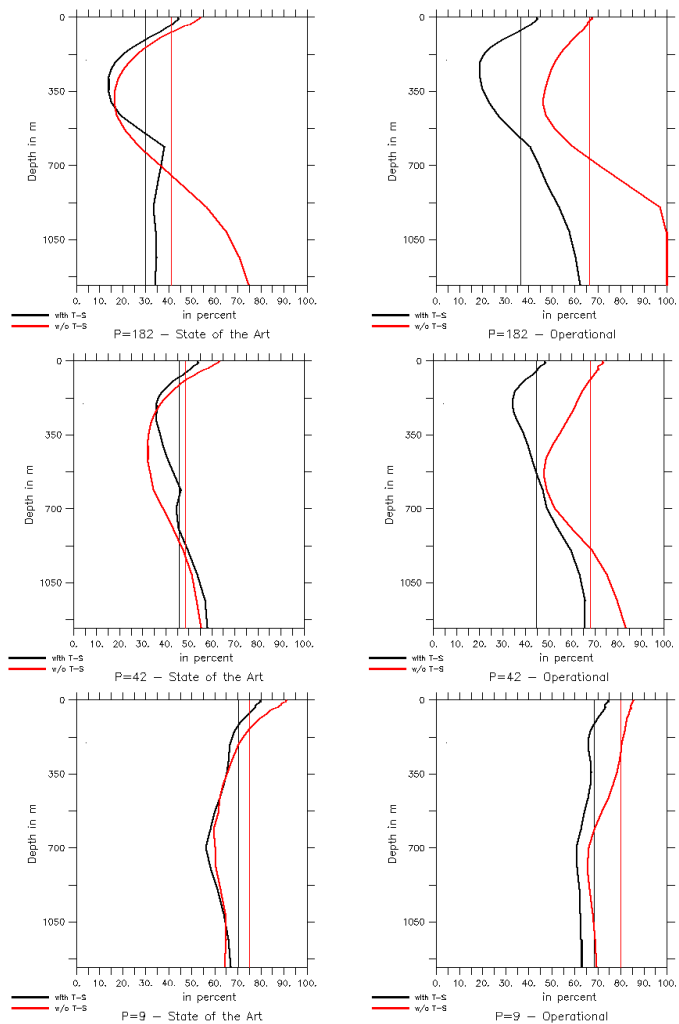 0 0
350 350
Depth in m Depth in m
700 700
1050 1050
0. 10. 20. 30. 40. 50. 60. 70. 80. 90. 100. 0. 10. 20. 30. 40. 50. 60. 70. 80. 90. 100.
with T-S in percent with T-S in percent
w/o T-S w/o T-S
P=182 – State of the Art P=182 – Operational
0 0
350 350
Depth in m Depth in m
700 700
1050 1050
0. 10. 20. 30. 40. 50. 60. 70. 80. 90. 100. 0. 10. 20. 30. 40. 50. 60. 70. 80. 90. 100.
with T-S in percent with T-S in percent
w/o T-S w/o T-S
P=42 – State of the Art P=42 – Operational
0 0
350 350
Depth in m Depth in m
700 700
1050 1050
0. 10. 20. 30. 40. 50. 60. 70. 80. 90. 100. 0. 10. 20. 30. 40. 50. 60. 70. 80. 90. 100.
with T-S in percent with T-S in percent
w/o T-S w/o T-S
P=9 – State of the Art P=9 – Operational